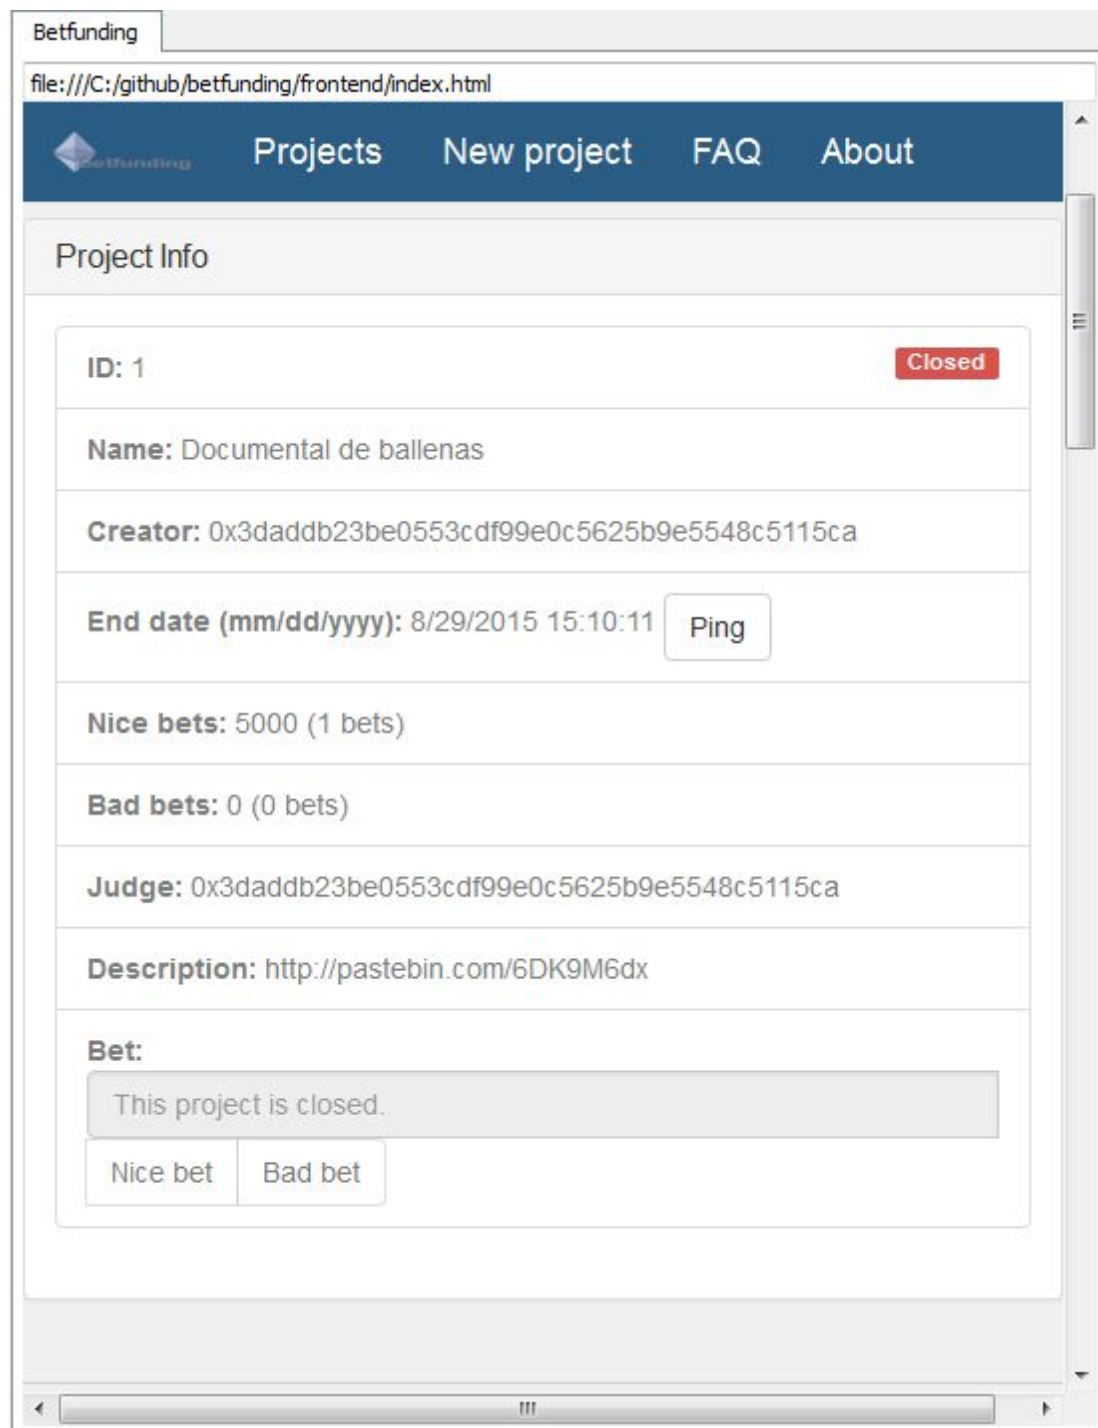 Betfunding
file:///C:/github/betfunding/frontend/index.html
Betfunding Projects New project FAQ About
Project Info
ID: 1 Closed
Name: Documental de ballenas
Creator: 0x3daddb23be0553cdf99e0c5625b9e5548c5115ca
End date (mm/dd/yyyy): 8/29/2015 15:10:11 Ping
Nice bets: 5000 (1 bets)
Bad bets: 0 (0 bets)
Judge: 0x3daddb23be0553cdf99e0c5625b9e5548c5115ca
Description: http://pastebin.com/6DK9M6dx
Bet:
This project is closed.
Nice bet Bad bet